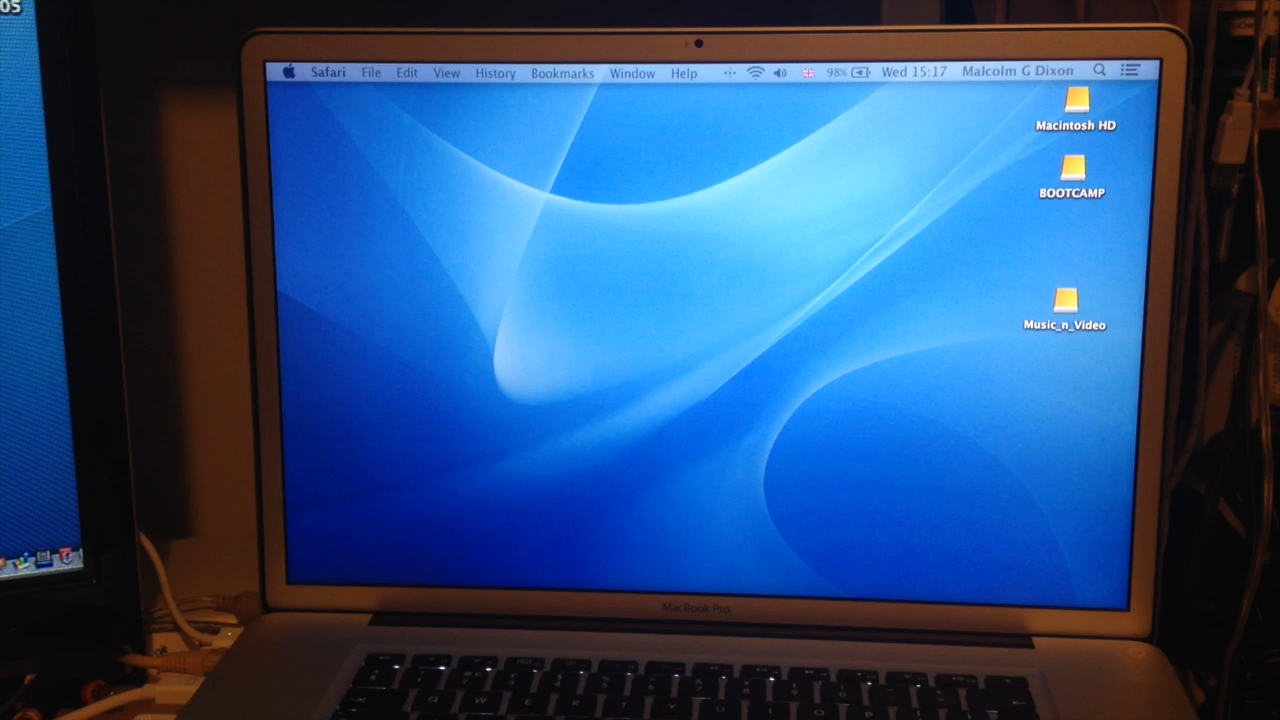 OS
Safari File Edit View History Bookmarks Window Help 98% Wed 15:17 Malcolm G Dixon
Macintosh HD
BOOTCAMP
Music_n_Video
MacBook Pro
Q W E R T Y U I O P